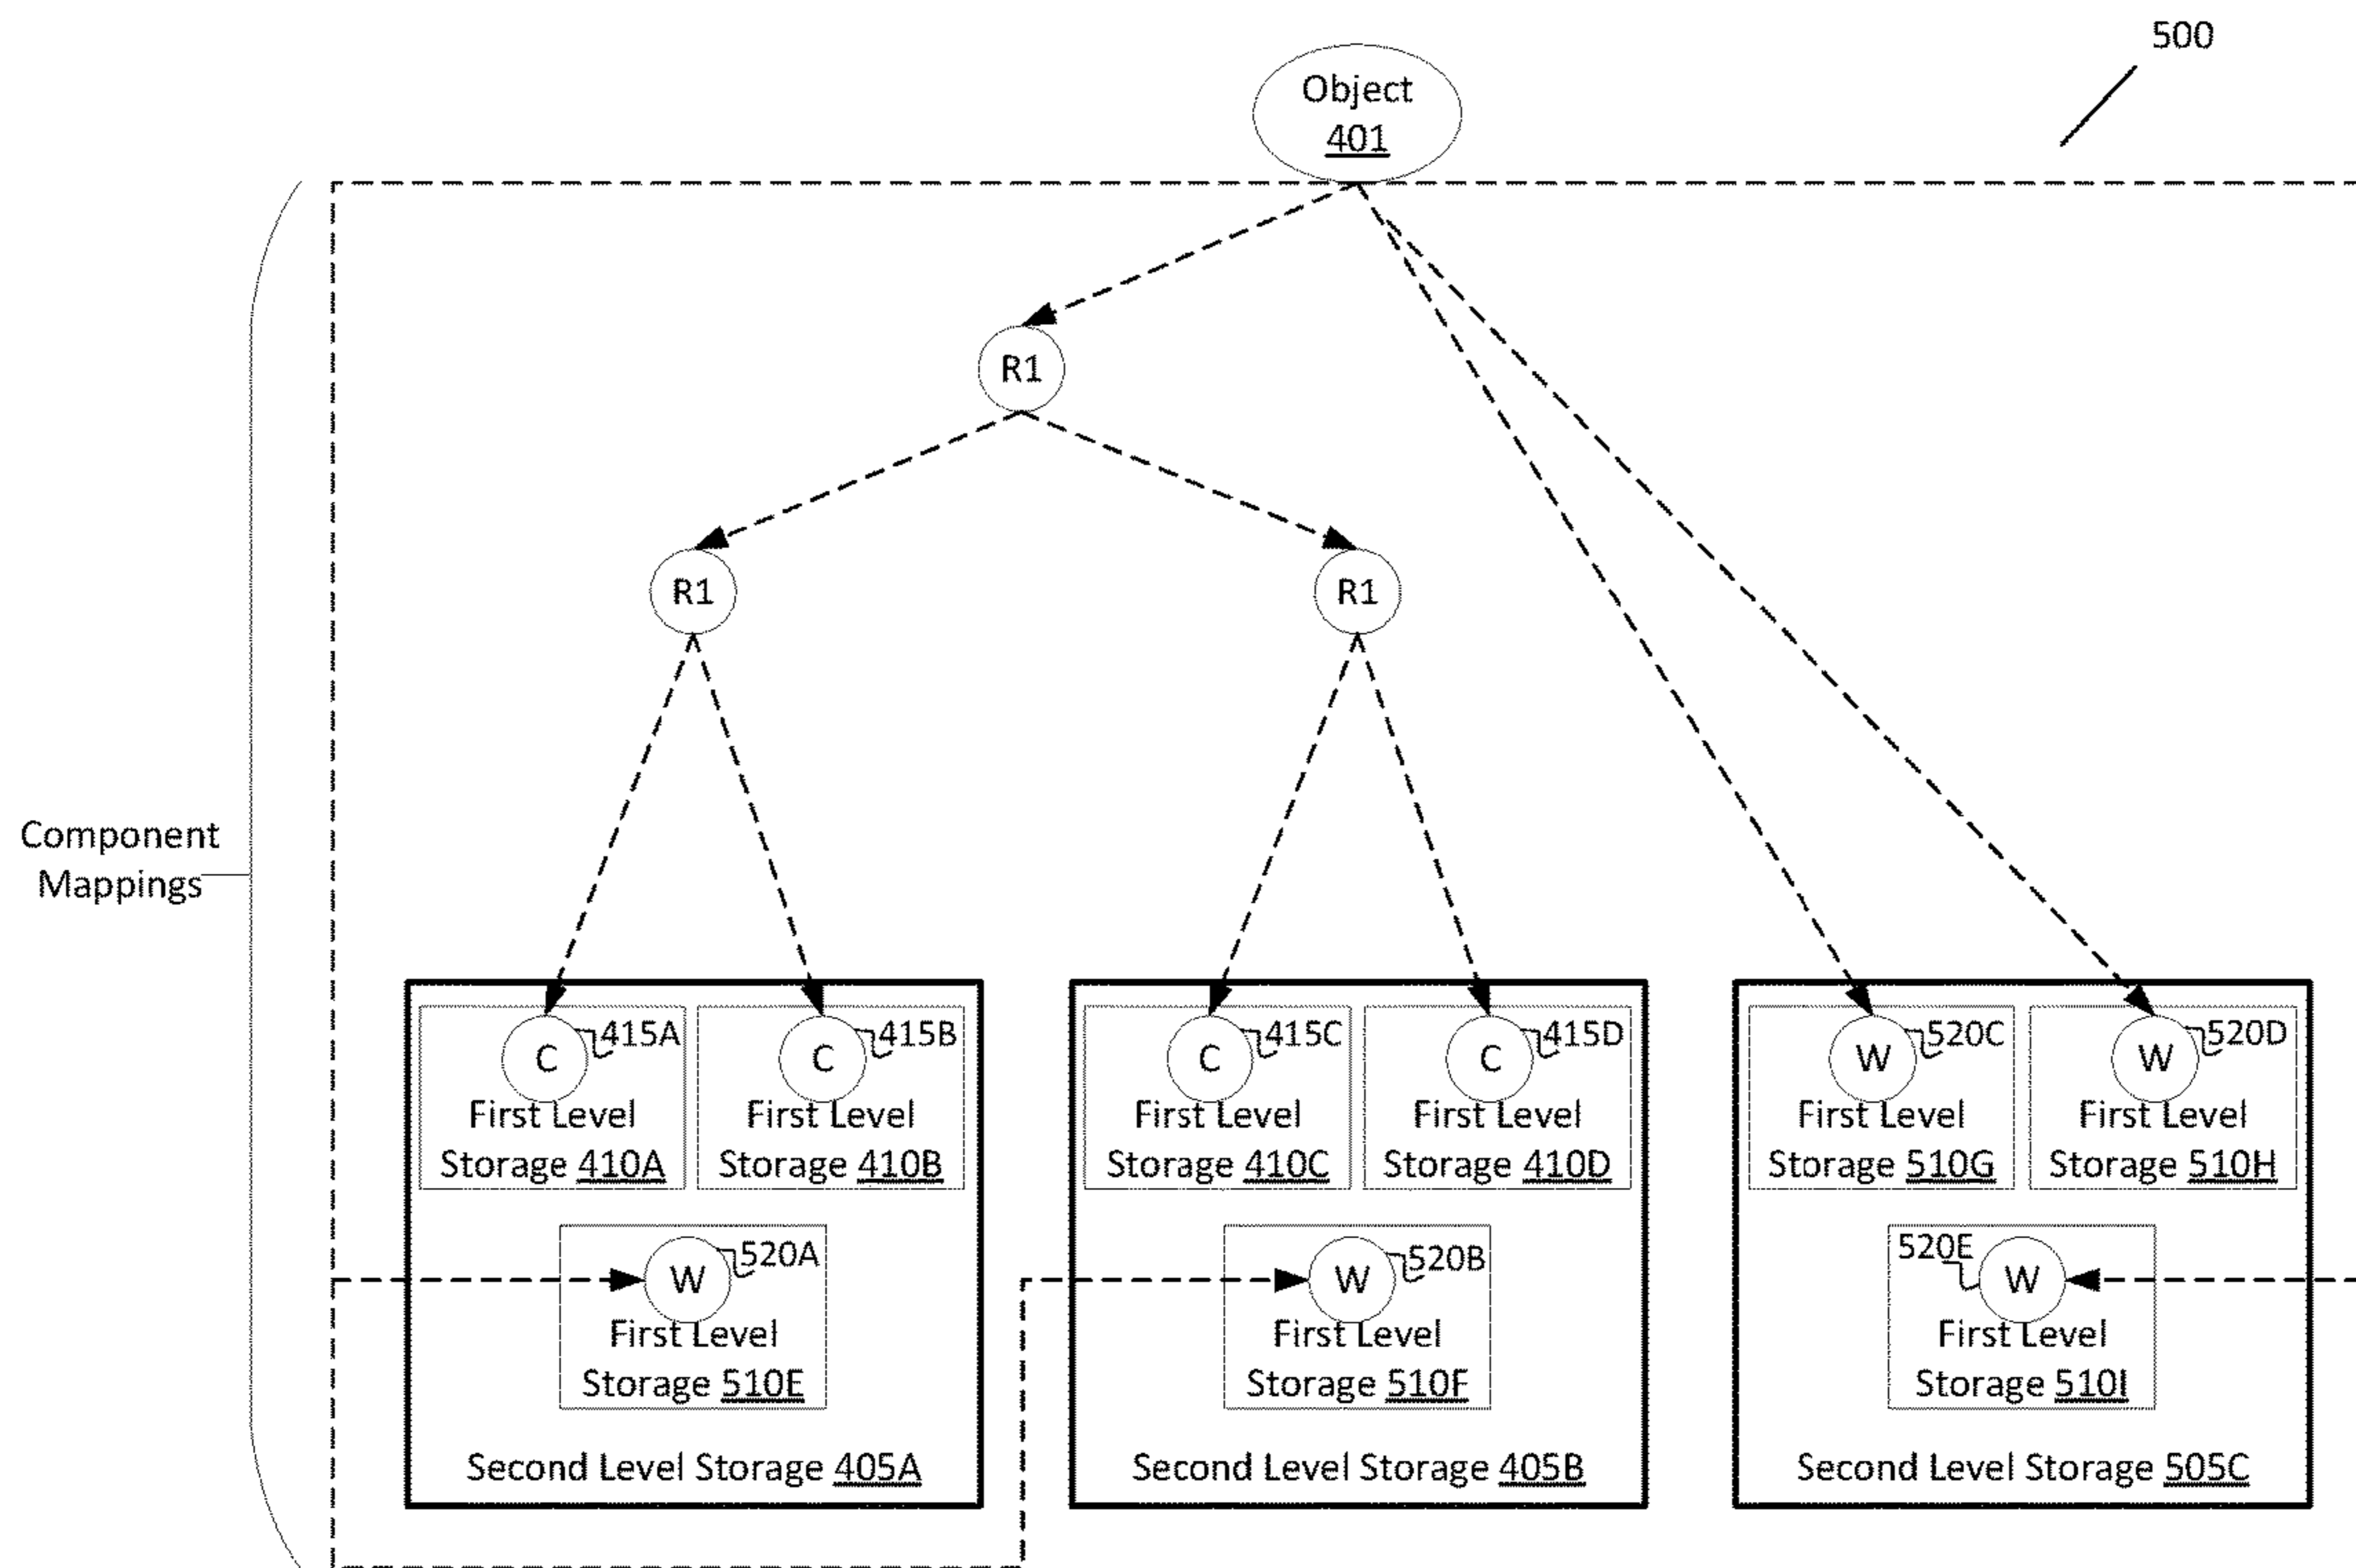 500
Object
401
R1
R1
R1
Component
Mappings
C 415A
First Level
Storage 410A
C 415B
First Level
Storage 410B
W 520A
First Level
Storage 510E
Second Level Storage 405A
C 415C
First Level
Storage 410C
C 415D
First Level
Storage 410D
W 520B
First Level
Storage 510F
Second Level Storage 405B
W 520C
First Level
Storage 510G
W 520D
First Level
Storage 510H
520E W
First Level
Storage 510I
Second Level Storage 505C